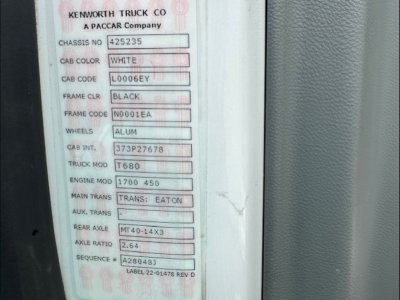 KENWORTH TRUCK CO
A PACCAR Company
CHASSIS NO 425235
CAB COLOR WHITE
CAB CODE L0006EY
FRAME CLR BLACK
FRAME CODE N0001EA
WHEELS ALUM
CAB INT. 373P27678
TRUCK MOD T680
ENGINE MOD 1700 450
MAIN TRANS TRANS: EATON
AUX. TRANS -
REAR AXLE MT40-14X3
AXLE RATIO 2.64
SEQUENCE # A28048J
LABEL-22-01478 REV D